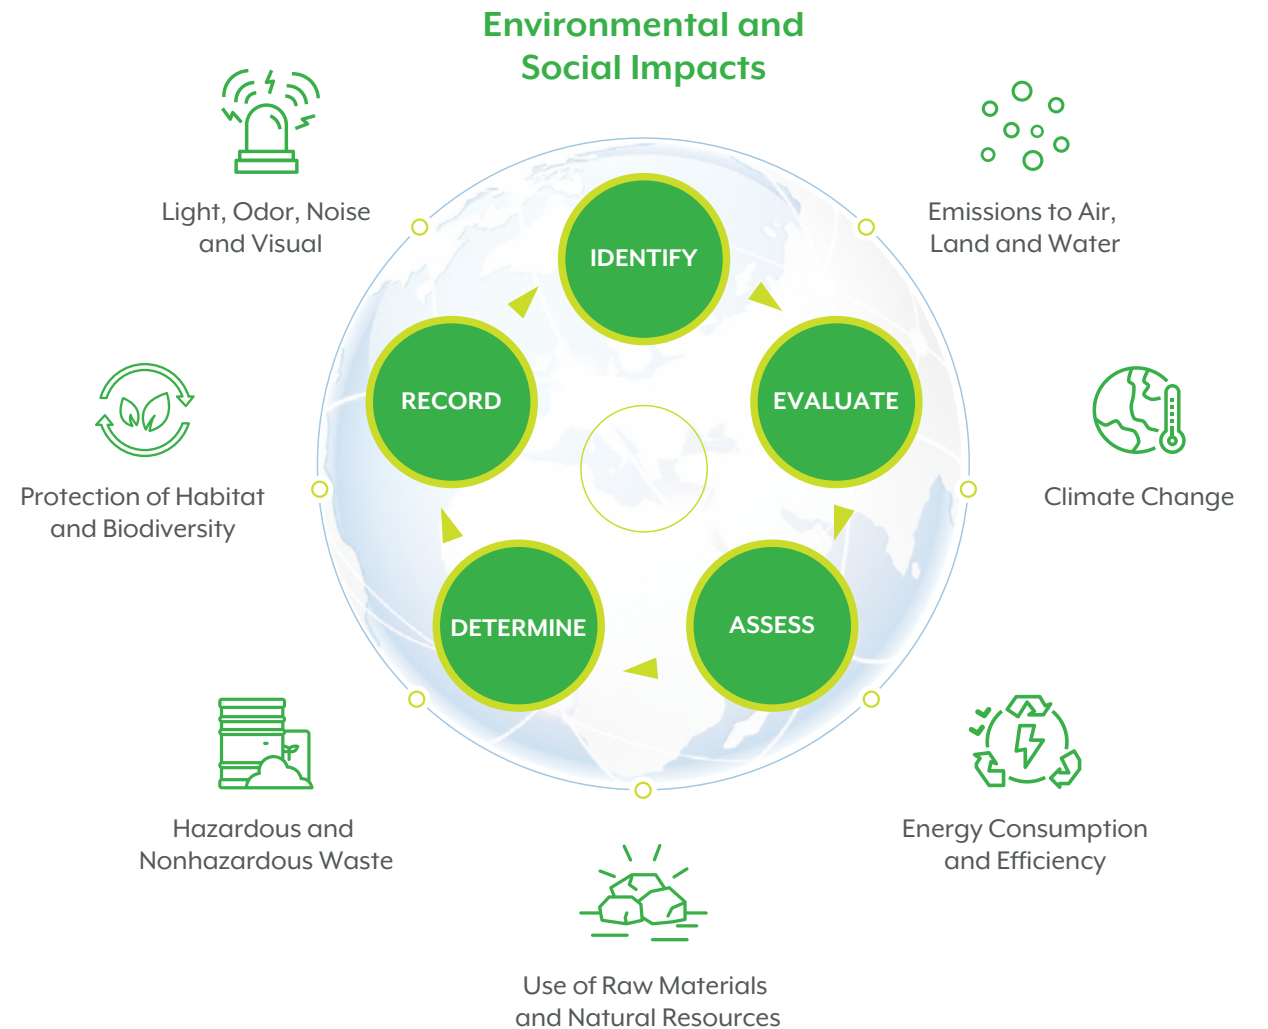 Environmental and
Social Impacts
Light, Odor, Noise
and Visual
Emissions to Air,
Land and Water
IDENTIFY
RECORD
EVALUATE
Protection of Habitat
and Biodiversity
Climate Change
DETERMINE
ASSESS
Hazardous and
Nonhazardous Waste
Energy Consumption
and Efficiency
Use of Raw Materials
and Natural Resources